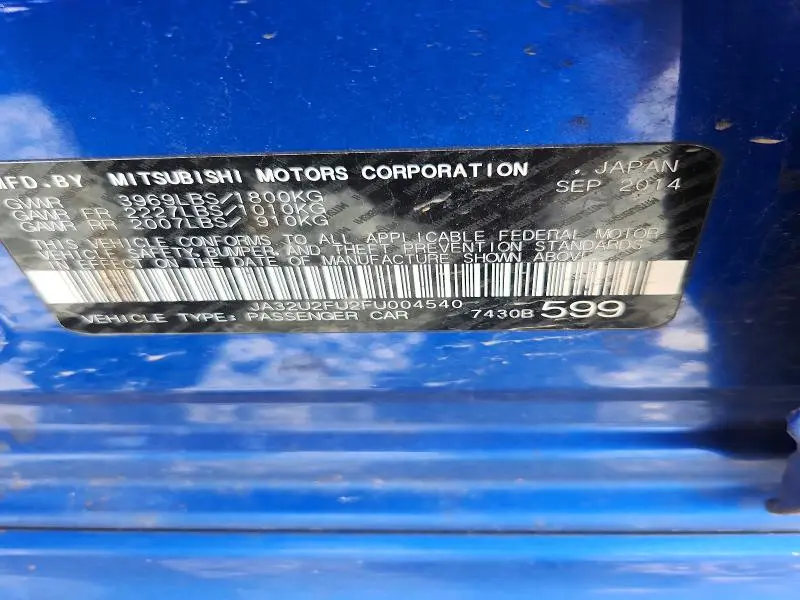 MFD.BY MITSUBISHI MOTORS CORPORATION , JAPAN
SEP 2014
GVWR 3969LBS/1800KG
GAWR FR 2227LBS/1010KG
GAWR RR 2007LBS/ 910KG
THIS VEHICLE CONFORMS TO ALL APPLICABLE FEDERAL MOTOR
VEHICLE SAFETY,BUMPER,AND THEFT PREVENTION STANDARDS
IN EFFECT ON THE DATE OF MANUFACTURE SHOWN ABOVE.
JA32U2FU2FU004540
VEHICLE TYPE: PASSENGER CAR 7430B 599